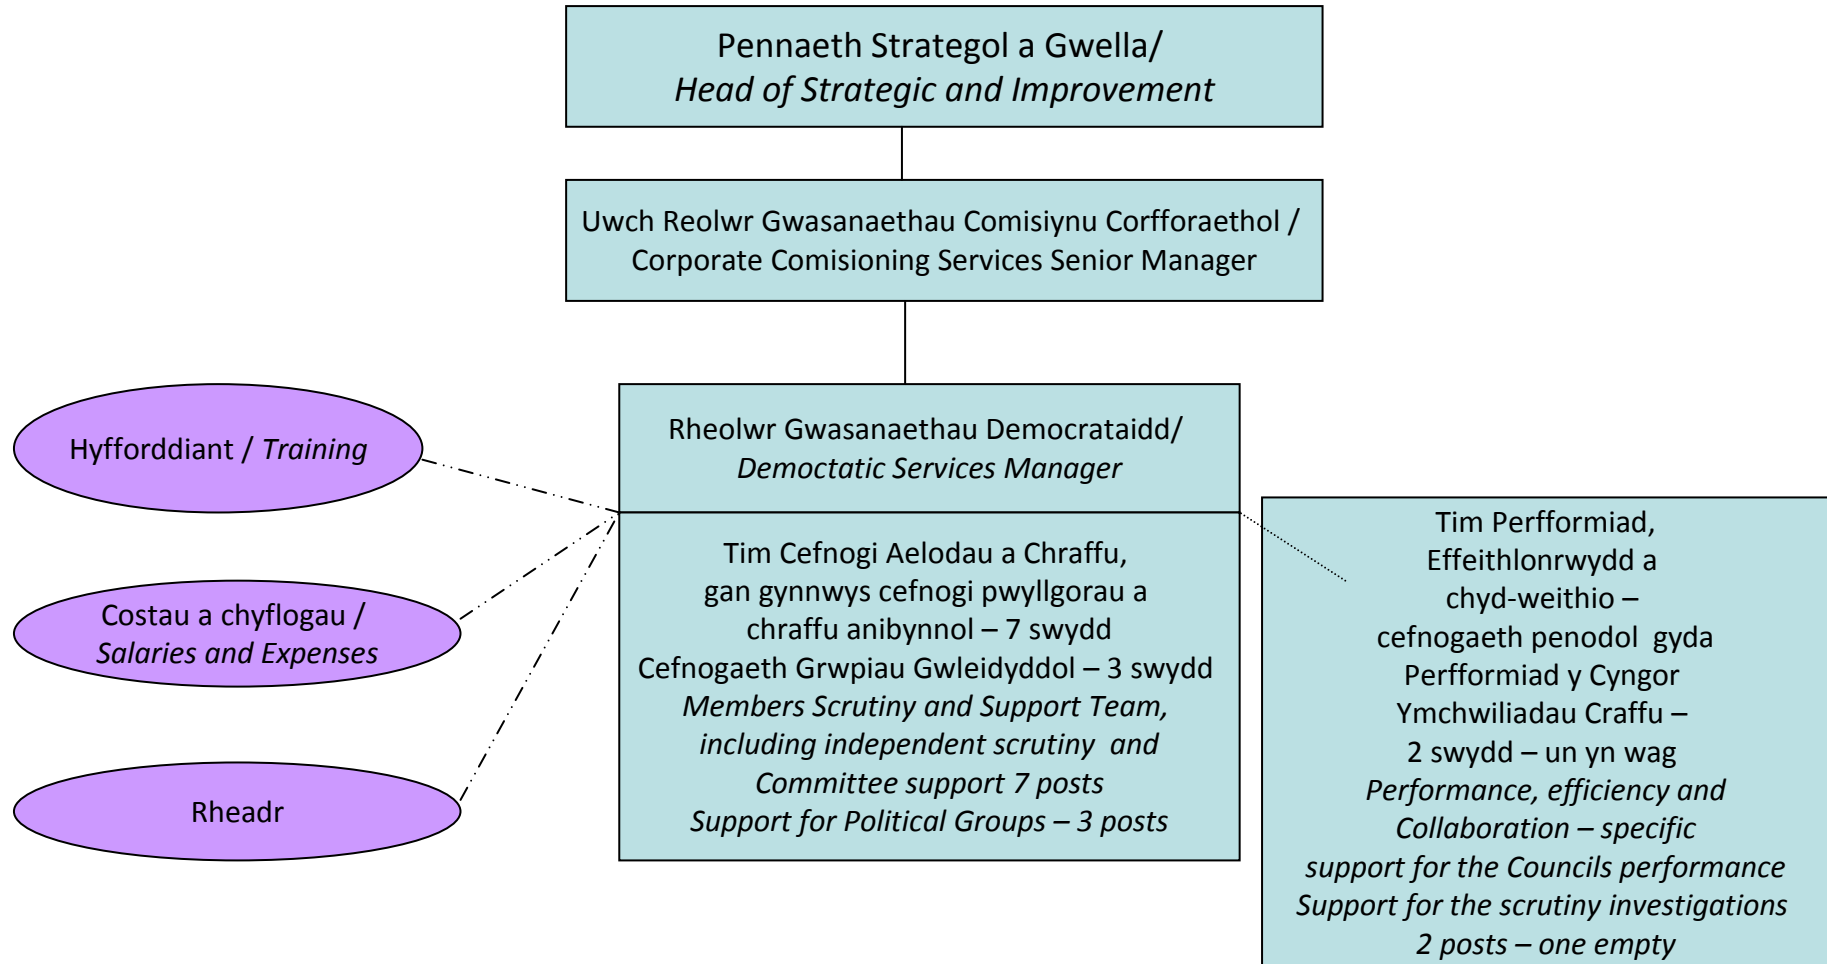 Pennaeth Strategol a Gwella/
Head of Strategic and Improvement
Uwch Reolwr Gwasanaethau Comisiynu Corfforaethol /
Corporate Comisioning Services Senior Manager
Hyfforddiant / Training
Costau a chyflogau /
Salaries and Expenses
Rheadr
Rheolwr Gwasanaethau Democrataidd/
Democtatic Services Manager
Tim Cefnogi Aelodau a Chraffu,
gan gynnwys cefnogi pwyllgorau a
chraffu anibynnol – 7 swydd
Cefnogaeth Grwpiau Gwleidyddol – 3 swydd
Members Scrutiny and Support Team,
including independent scrutiny and
Committee support 7 posts
Support for Political Groups – 3 posts
Tim Perfformiad,
Effeithlonrwydd a
chyd-weithio –
cefnogaeth penodol gyda
Perfformiad y Cyngor
Ymchwiliadau Craffu –
2 swydd – un yn wag
Performance, efficiency and
Collaboration – specific
support for the Councils performance
Support for the scrutiny investigations
2 posts – one empty